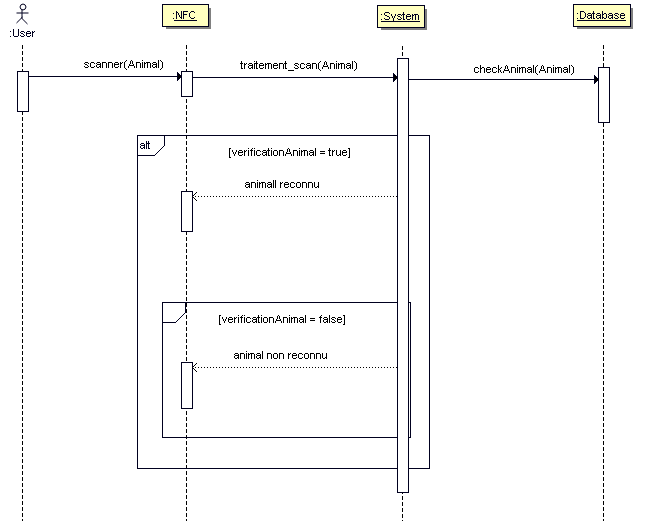 :NFC
:System
:Database
:User
scanner(Animal)
traitement_scan(Animal)
checkAnimal(Animal)
alt
[verificationAnimal = true]
animall reconnu
[verificationAnimal = false]
animal non reconnu